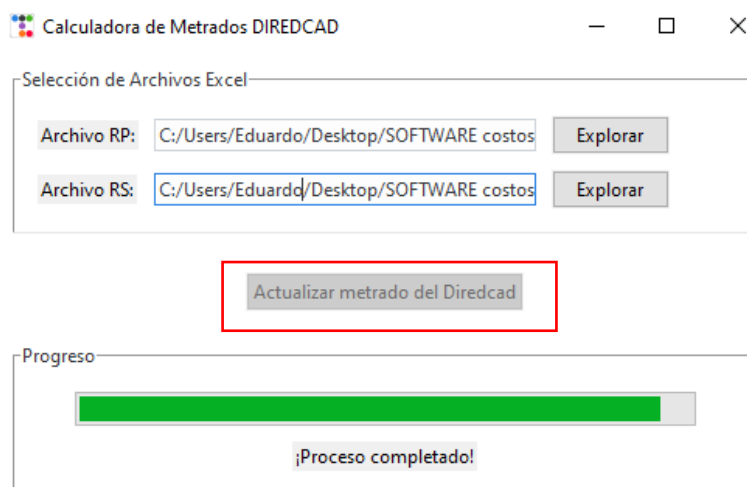 Calculadora de Metrados DIREDCAD
Selección de Archivos Excel
Archivo RP: C:/Users/Eduardo/Desktop/SOFTWARE costos Explorar
Archivo RS: C:/Users/Eduardo/Desktop/SOFTWARE costos Explorar
Actualizar metrado del Diredcad
Progreso
¡Proceso completado!